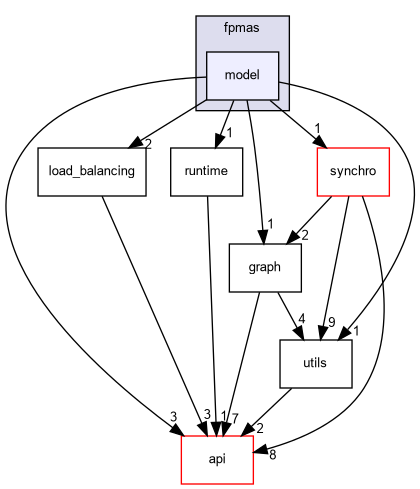 fpmas
model
2
1
1
load_balancing
runtime
synchro
1
2
graph
4
9
1
utils
3
3
1
7
2
8
api